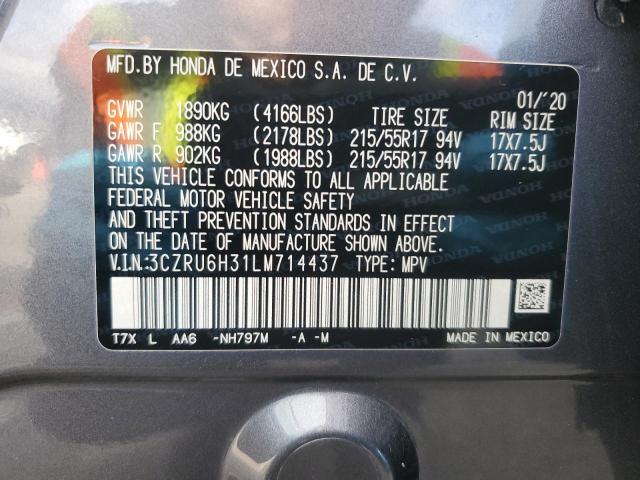 MFD.BY HONDA DE MEXICO S.A. DE C.V.
01/'20
GVWR 1890KG (4166LBS) TIRE SIZE RIM SIZE
GAWR F 988KG (2178LBS) 215/55R17 94V 17X7.5J
GAWR R 902KG (1988LBS) 215/55R17 94V 17X7.5J
THIS VEHICLE CONFORMS TO ALL APPLICABLE
FEDERAL MOTOR VEHICLE SAFETY
AND THEFT PREVENTION STANDARDS IN EFFECT
ON THE DATE OF MANUFACTURE SHOWN ABOVE.
V.I.N:3CZRU6H31LM714437 TYPE: MPV
T7X L AA6 -NH797M -A -M MADE IN MEXICO